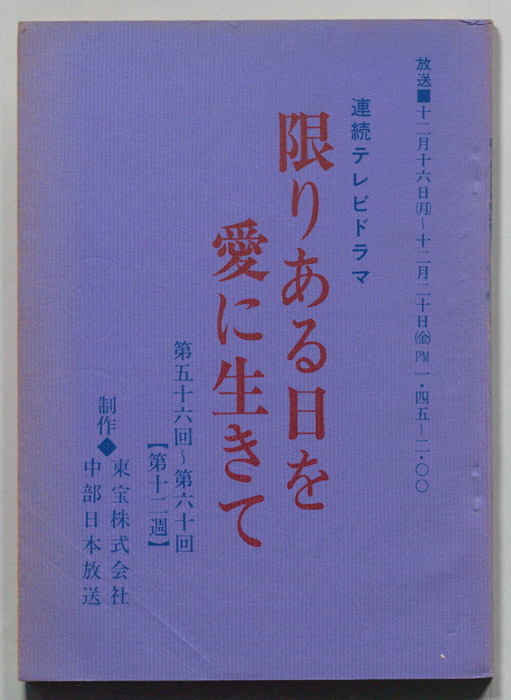 放送■十二月十六日㈪〜十二月二十日㈮PM一・四五〜二・〇〇
連続テレビドラマ
限りある日を
愛に生きて
第五十六回〜第六十回
【第十二週】
制作◆東宝株式会社
中部日本放送